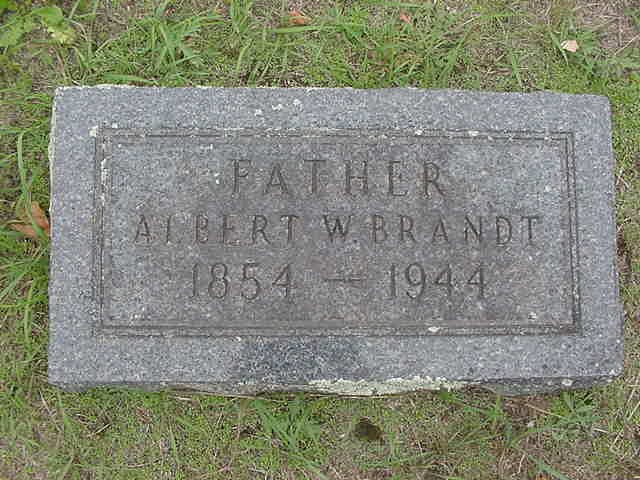 FATHER
ALBERT W. BRANDT
1854 — 1944